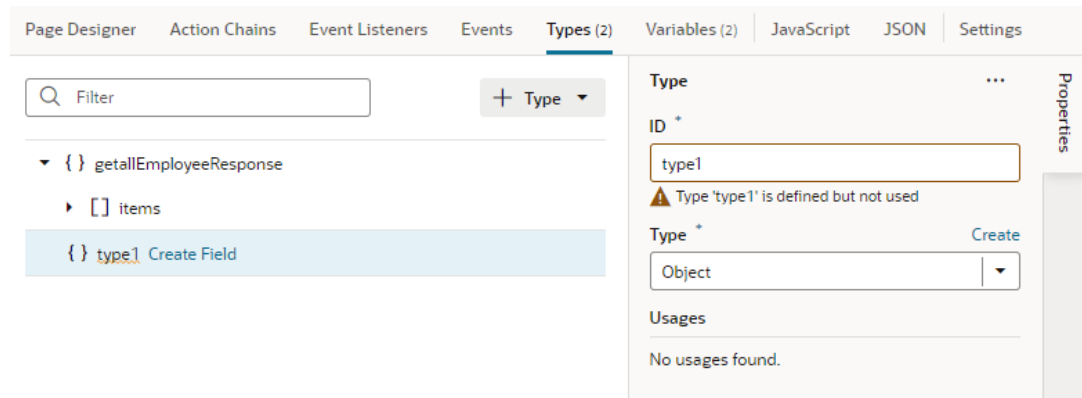 Page Designer Action Chains Event Listeners Events Types (2) Variables (2) JavaScript JSON Settings
Filter
+ Type
{ } getallEmployeeResponse
[ ] items
{ } type1 Create Field
Type ...
ID *
type1
Type 'type1' is defined but not used
Type * Create
Object
Usages
No usages found.
Properties